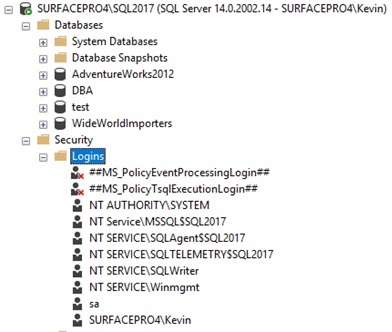 SURFACEPRO4\SQL2017 (SQL Server 14.0.2002.14 - SURFACEPRO4\Kevin)
Databases
System Databases
Database Snapshots
AdventureWorks2012
DBA
test
WideWorldImporters
Security
Logins
##MS_PolicyEventProcessingLogin##
##MS_PolicyTsqlExecutionLogin##
NT AUTHORITY\SYSTEM
NT Service\MSSQL$SQL2017
NT SERVICE\SQLAgent$SQL2017
NT SERVICE\SQLTELEMETRY$SQL2017
NT SERVICE\SQLWriter
NT SERVICE\Winmgmt
sa
SURFACEPRO4\Kevin